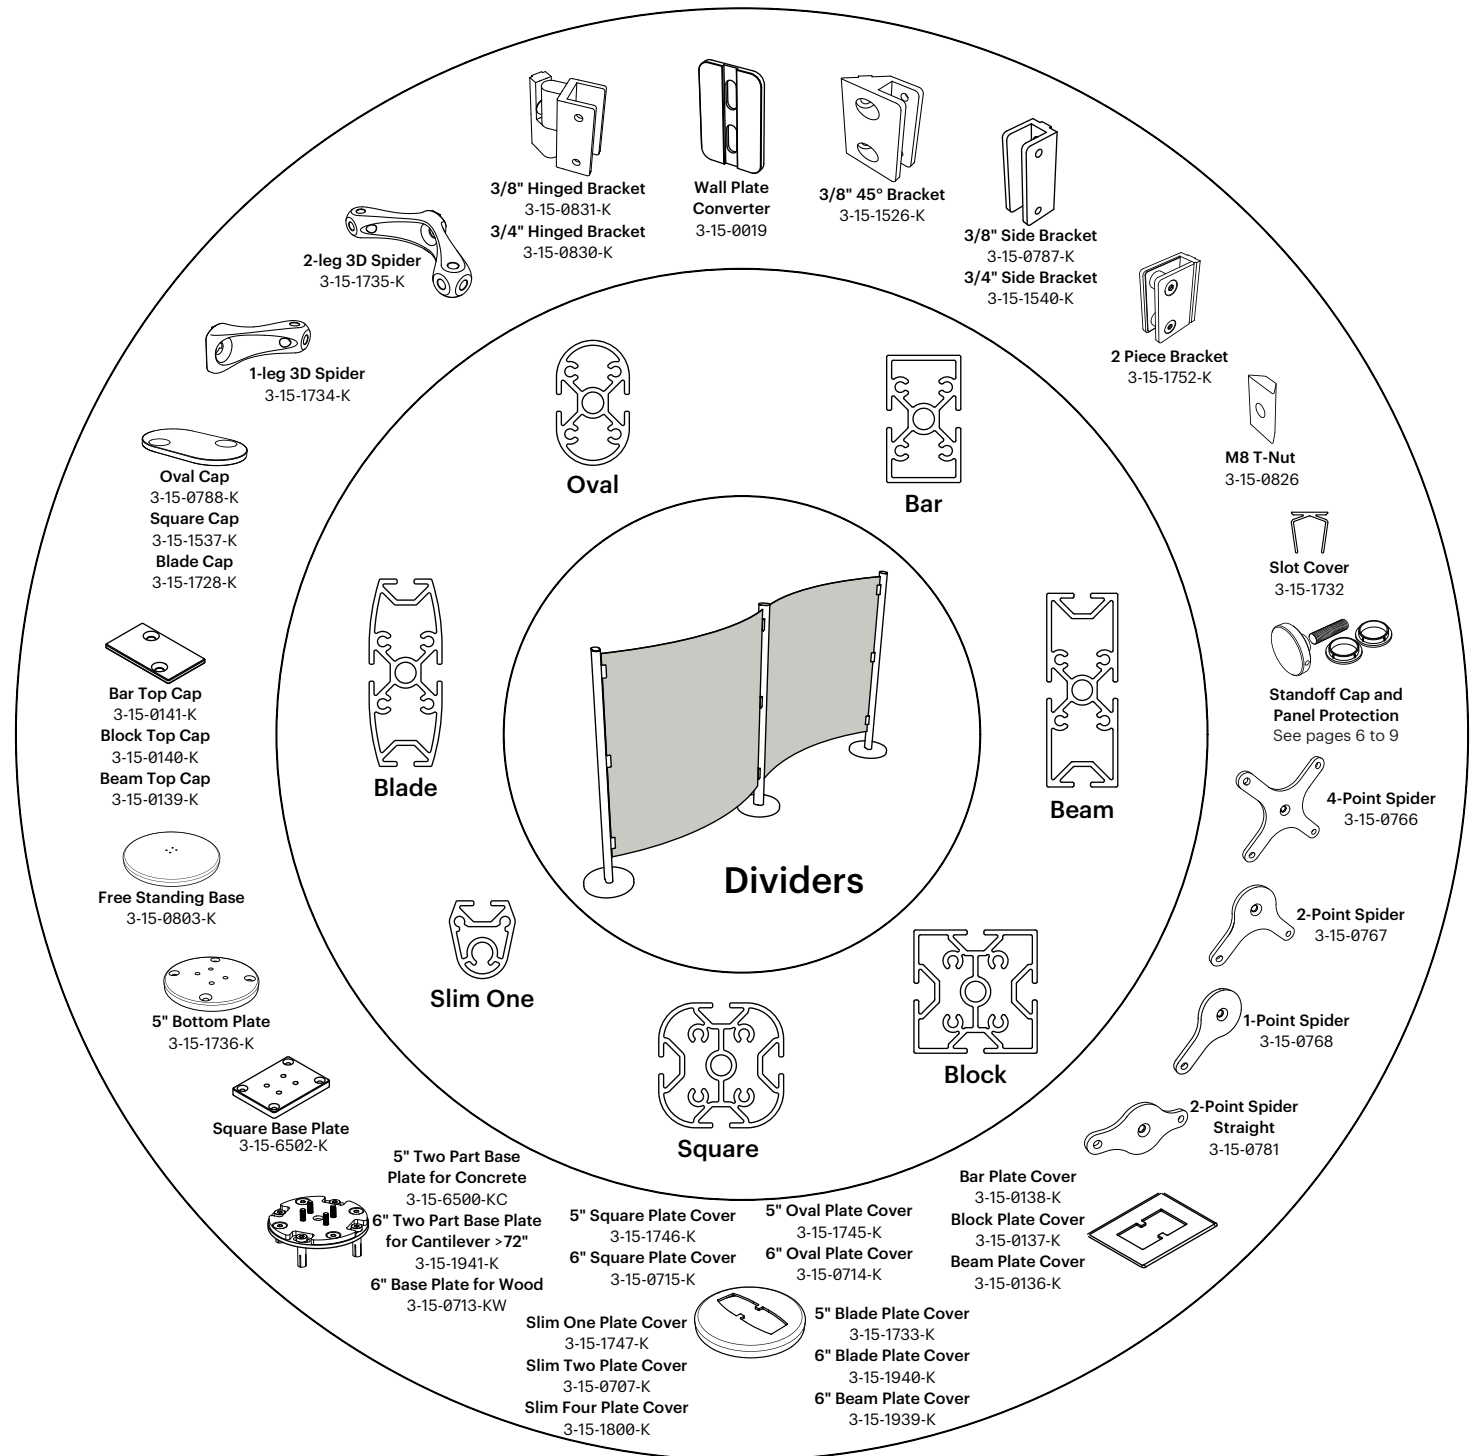 3/8" Hinged Bracket
3-15-0831-K
3/4" Hinged Bracket
3-15-0830-K
Wall Plate
Converter
3-15-0019
3/8" 45º Bracket
3-15-1526-K
3/8" Side Bracket
3-15-0787-K
3/4" Side Bracket
3-15-1540-K
2 Piece Bracket
3-15-1752-K
M8 T-Nut
3-15-0826
Slot Cover
3-15-1732
Standoff Cap and
Panel Protection
See pages 6 to 9
4-Point Spider
3-15-0766
2-Point Spider
3-15-0767
1-Point Spider
3-15-0768
2-Point Spider
Straight
3-15-0781
Bar Plate Cover
3-15-0138-K
Block Plate Cover
3-15-0137-K
Beam Plate Cover
3-15-0136-K
5" Oval Plate Cover
3-15-1745-K
6" Oval Plate Cover
3-15-0714-K
5" Blade Plate Cover
3-15-1733-K
6" Blade Plate Cover
3-15-1940-K
6" Beam Plate Cover
3-15-1939-K
5" Square Plate Cover
3-15-1746-K
6" Square Plate Cover
3-15-0715-K
Slim One Plate Cover
3-15-1747-K
Slim Two Plate Cover
3-15-0707-K
Slim Four Plate Cover
3-15-1800-K
5" Two Part Base
Plate for Concrete
3-15-6500-KC
6" Two Part Base Plate
for Cantilever >72"
3-15-1941-K
6" Base Plate for Wood
3-15-0713-KW
Square Base Plate
3-15-6502-K
5" Bottom Plate
3-15-1736-K
Free Standing Base
3-15-0803-K
Bar Top Cap
3-15-0141-K
Block Top Cap
3-15-0140-K
Beam Top Cap
3-15-0139-K
Oval Cap
3-15-0788-K
Square Cap
3-15-1537-K
Blade Cap
3-15-1728-K
1-leg 3D Spider
3-15-1734-K
2-leg 3D Spider
3-15-1735-K
Oval
Bar
Beam
Block
Square
Slim One
Blade
Dividers